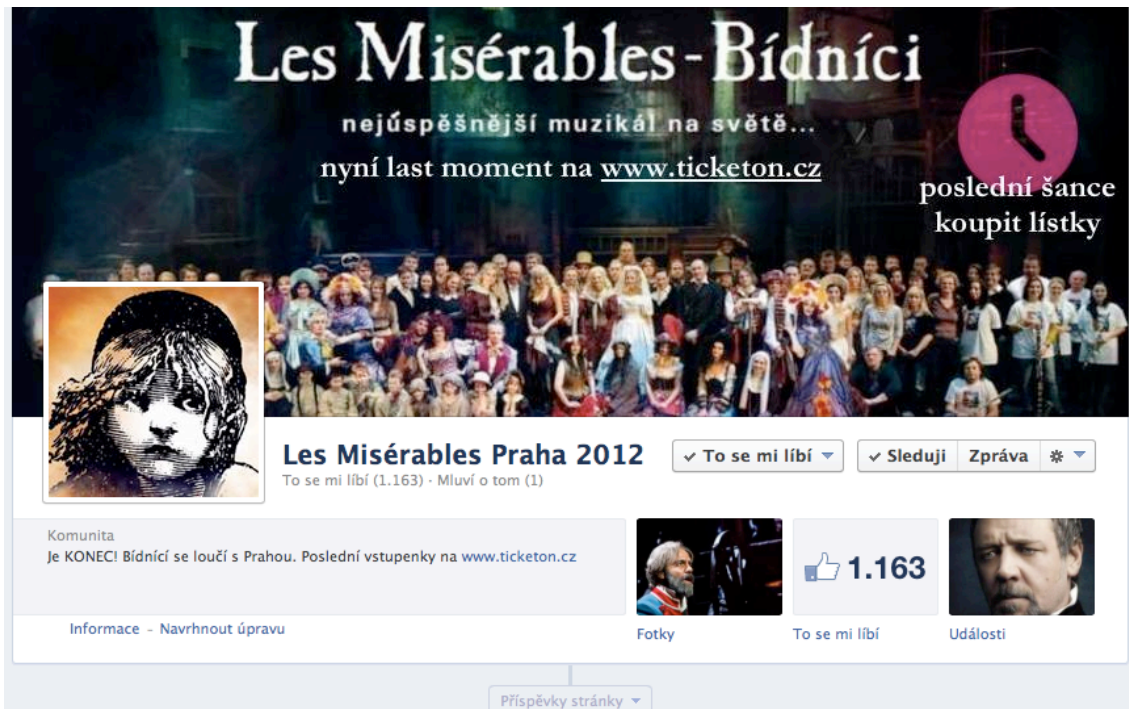 Les Misérables - Bídníci
nejúspěšnější muzikál na světě...
nyní last moment na www.ticketon.cz
poslední šance
koupit lístky
Les Misérables Praha 2012
To se mi líbí (1.163) · Mluví o tom (1)
To se mi líbí
Sleduji
Zpráva
Komunita
Je KONEC! Bídnící se loučí s Prahou. Poslední vstupenky na www.ticketon.cz
Informace – Navrhnout úpravu
1.163
Fotky
To se mi líbí
Události
Příspěvky stránky